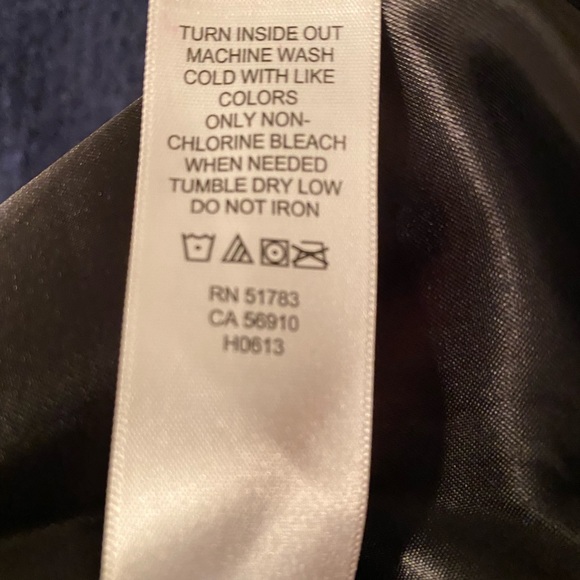 TURN INSIDE OUT
MACHINE WASH
COLD WITH LIKE
COLORS
ONLY NON-
CHLORINE BLEACH
WHEN NEEDED
TUMBLE DRY LOW
DO NOT IRON
RN 51783
CA 56910
H0613